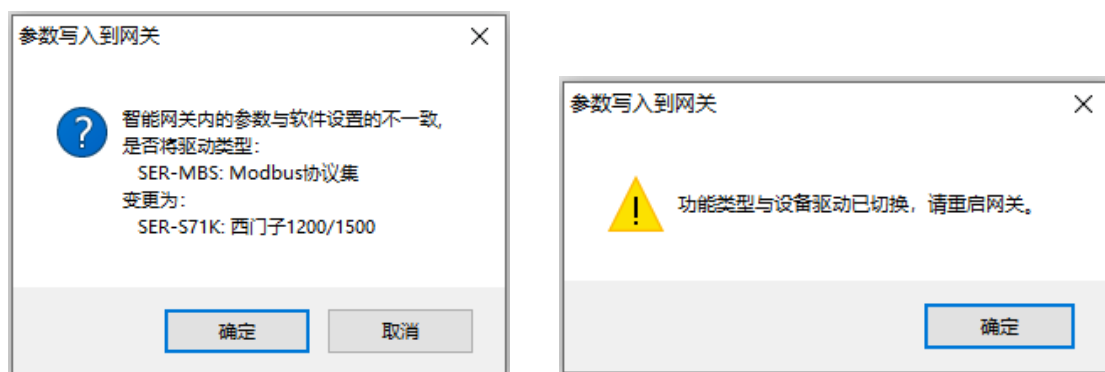 参数写入到网关
智能网关内的参数与软件设置的不一致,
是否将驱动类型:
SER-MBS: Modbus协议集
变更为:
SER-S71K: 西门子1200/1500
确定
取消
参数写入到网关
功能类型与设备驱动已切换，请重启网关。
确定